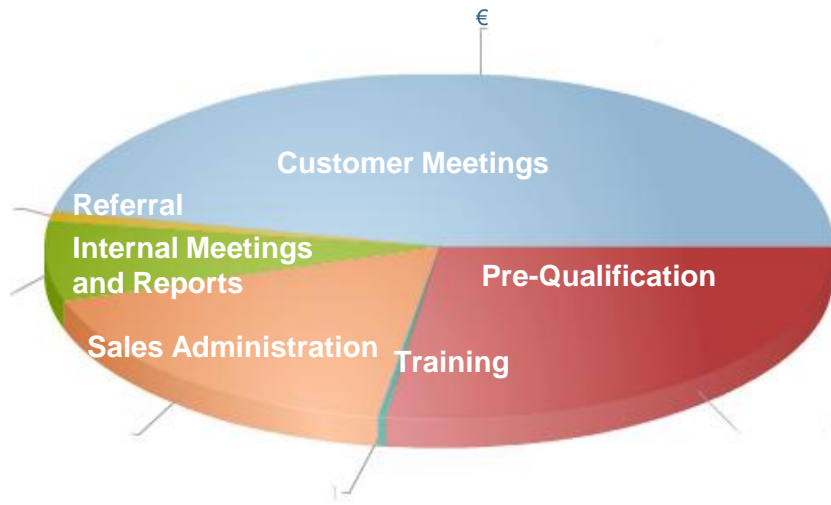 €
Customer Meetings
Referral
Internal Meetings
and Reports
Pre-Qualification
Sales Administration
Training